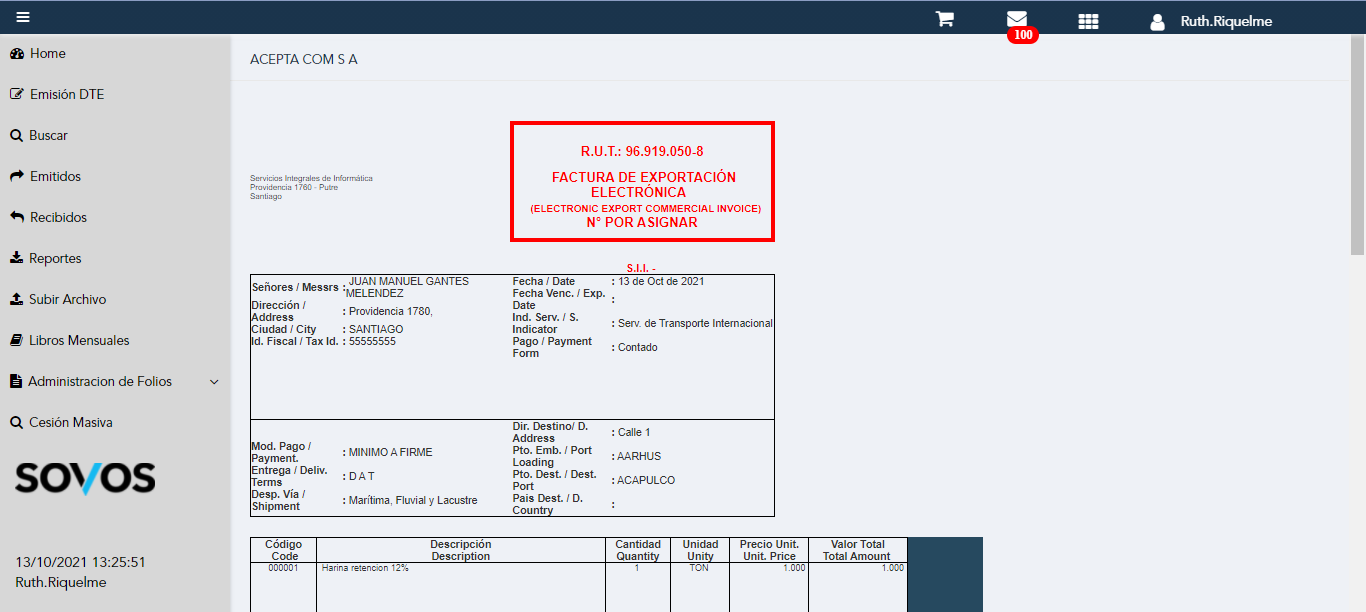 Ruth.Riquelme
100
Home
Emisión DTE
Buscar
Emitidos
Recibidos
Reportes
Subir Archivo
Libros Mensuales
Administracion de Folios
Cesión Masiva
SOVOS
13/10/2021 13:25:51
Ruth.Riquelme
ACEPTA COM S A
Servicios Integrales de Informática
Providencia 1760 - Putre
Santiago
R.U.T.: 96.919.050-8
FACTURA DE EXPORTACIÓN
ELECTRÓNICA
(ELECTRONIC EXPORT COMMERCIAL INVOICE)
N° POR ASIGNAR
S.I.I. -
Señores / Messrs : JUAN MANUEL GANTES
MELENDEZ
Dirección /
Address : Providencia 1780,
Ciudad / City : SANTIAGO
Id. Fiscal / Tax Id. : 55555555
Fecha / Date : 13 de Oct de 2021
Fecha Venc. / Exp.
Date :
Ind. Serv. / S.
Indicator : Serv. de Transporte Internacional
Pago / Payment
Form : Contado
Mod. Pago /
Payment. : MINIMO A FIRME
Entrega / Deliv.
Terms : D A T
Desp. Vía /
Shipment : Marítima, Fluvial y Lacustre
Dir. Destino/ D.
Address : Calle 1
Pto. Emb. / Port
Loading : AARHUS
Pto. Dest. / Dest.
Port : ACAPULCO
Pais Dest. / D.
Country :
Código Descripción Cantidad Unidad Precio Unit. Valor Total
Code Description Quantity Unity Unit. Price Total Amount
000001 Harina retencion 12% 1 TON 1.000 1.000